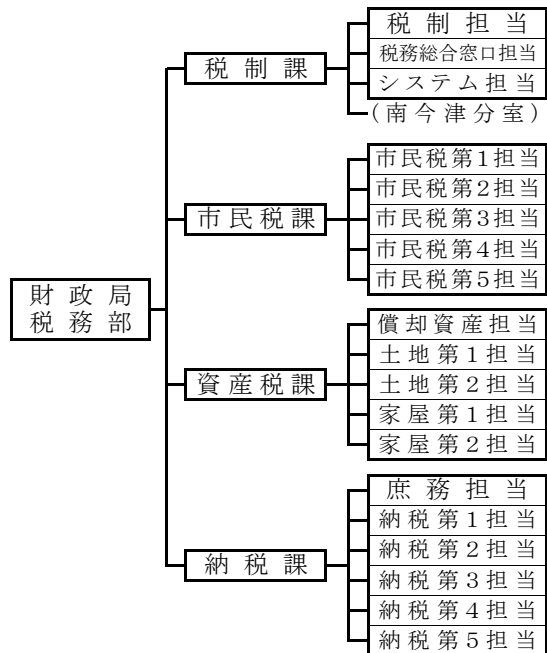 財政局
税務部
税制課
税制担当
税務総合窓口担当
システム担当
(南今津分室)
市民税課
市民税第1担当
市民税第2担当
市民税第3担当
市民税第4担当
市民税第5担当
資産税課
償却資産担当
土地第1担当
土地第2担当
家屋第1担当
家屋第2担当
納税課
庶務担当
納税第1担当
納税第2担当
納税第3担当
納税第4担当
納税第5担当